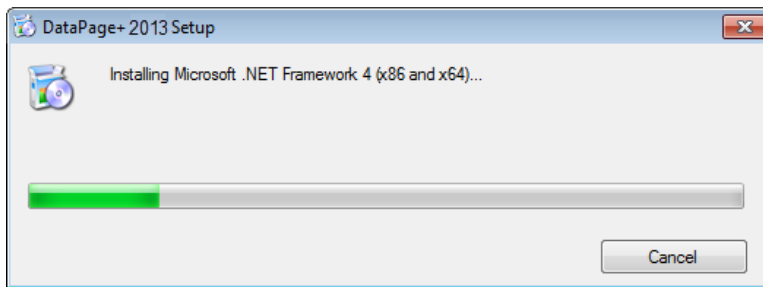 DataPage+ 2013 Setup
Installing Microsoft .NET Framework 4 (x86 and x64)...
Cancel